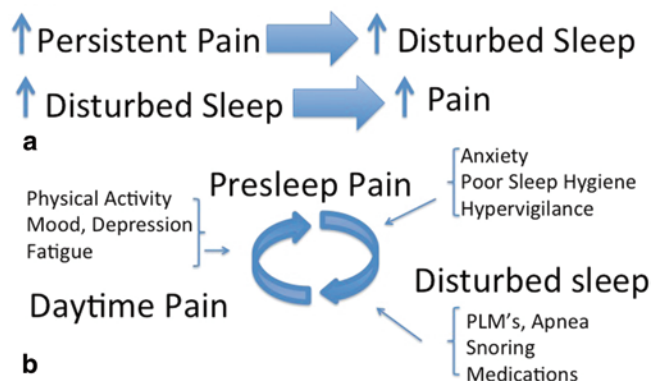 Persistent Pain Disturbed Sleep
Disturbed Sleep Pain
a
Anxiety
Poor Sleep Hygiene
Hypervigilance
Presleep Pain
Physical Activity
Mood, Depression
Fatigue
Disturbed sleep
Daytime Pain
PLM's, Apnea
Snoring
Medications
b